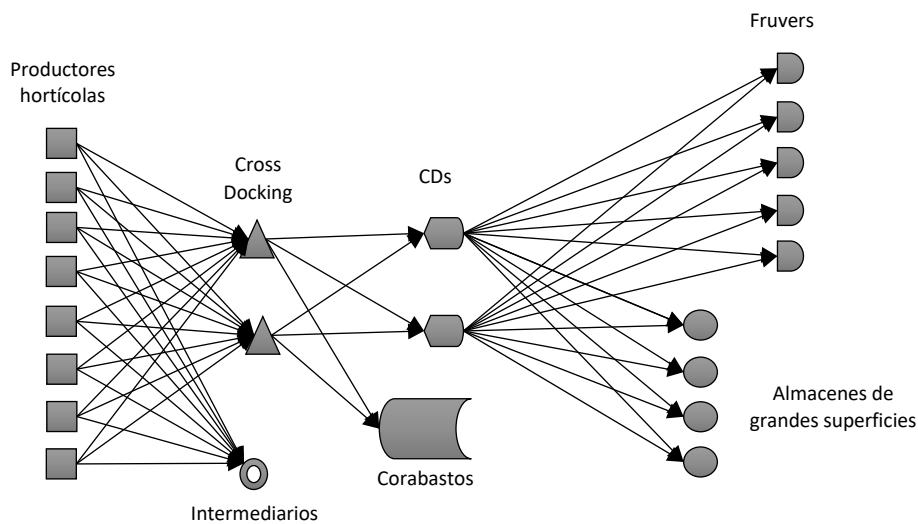 Fruvers
Productores
hortícolas
Cross
Docking
CDs
Almacenes de
grandes superficies
Corabastos
Intermediarios